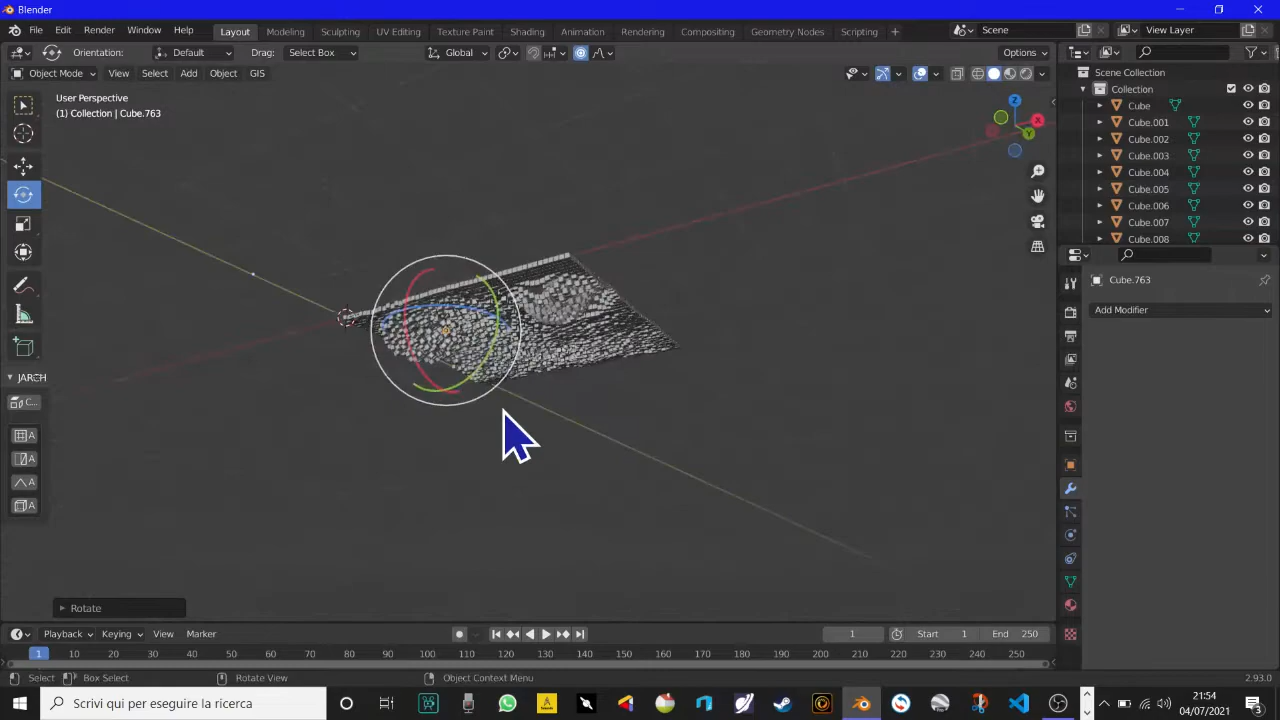 Blender
File Edit Render Window Help
Layout Modeling Sculpting UV Editing Texture Paint Shading Animation Rendering Compositing Geometry Nodes Scripting +
Scene
View Layer
Orientation: Default Drag: Select Box Global Options
Object Mode View Select Add Object GIS
User Perspective
(1) Collection | Cube.763
Z
X
Y
Scene Collection
Collection
Cube
Cube.001
Cube.002
Cube.003
Cube.004
Cube.005
Cube.006
Cube.007
Cube.008
Cube.763
Add Modifier
JARCH
C...
A
A
A
A
Rotate
Playback Keying View Marker 1 Start 1 End 250
1 10 20 30 40 50 60 70 80 90 100 110 120 130 140 150 160 170 180 190 200 210 220 230 240 250
Select Box Select Rotate View Object Context Menu 2.93.0
Scrivi qui per eseguire la ricerca
21:54
04/07/2021
3